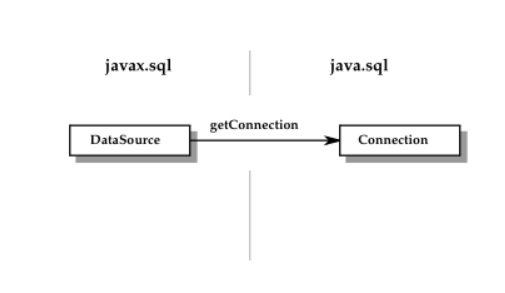 javax.sql
java.sql
getConnection
DataSource
Connection